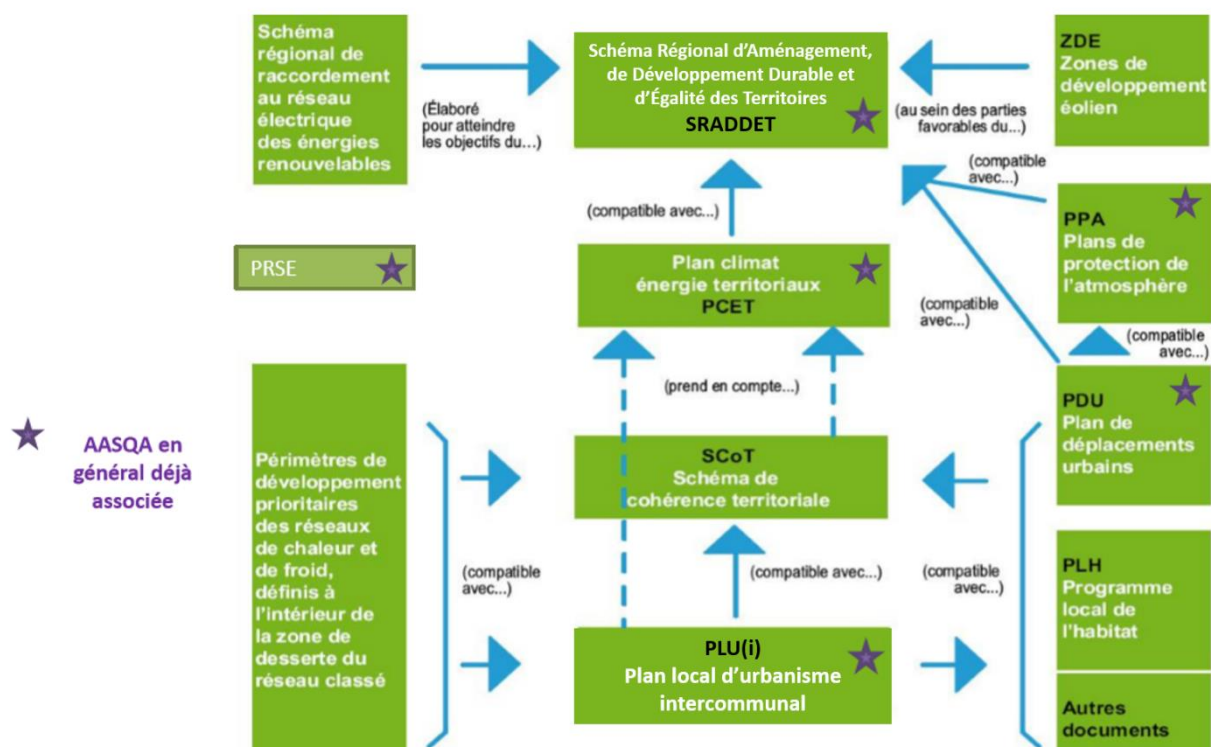 Schéma
régional de
raccordement
au réseau
électrique
des énergies
renouvelables
(Élaboré
pour atteindre
les objectifs du...)
Schéma Régional d'Aménagement,
de Développement Durable et
d'Égalité des Territoires
SRADDET
(au sein des parties
favorables du...)
ZDE
Zones de
développement
éolien
(compatible avec...)
(compatible
avec...)
PPA
Plans de
protection de
l'atmosphère
PRSE
Plan climat
énergie territoriaux
PCET
(compatible
avec...)
(compatible
avec...)
(prend en compte...)
PDU
Plan de
déplacements
urbains
AASQA en
général déjà
associée
Périmètres de
développement
prioritaires
des réseaux
de chaleur et
de froid,
définis à
l'intérieur de
la zone de
desserte du
réseau classé
SCoT
Schéma de
cohérence territoriale
(compatible
avec...)
(compatible avec...)
(compatible
avec...)
PLH
Programme
local de
l'habitat
PLU(i)
Plan local d'urbanisme
intercommunal
Autres
documents